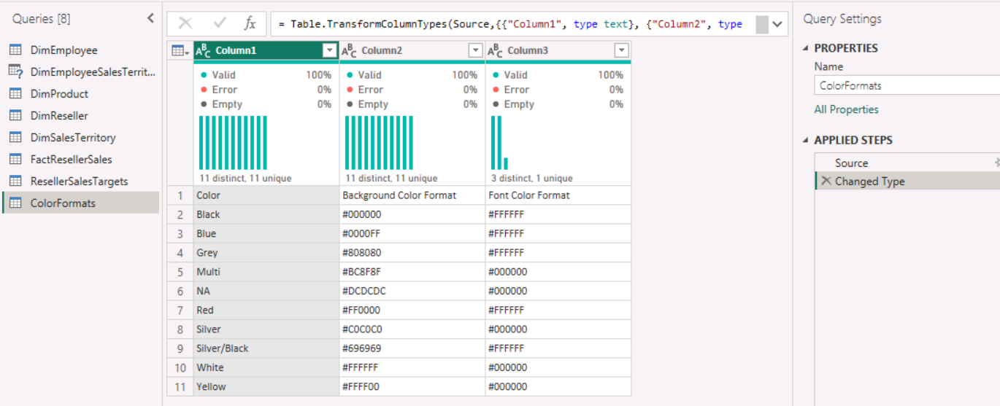 Queries [8]
DimEmployee
DimEmployeeSalesTerrit...
DimProduct
DimReseller
DimSalesTerritory
FactResellerSales
ResellerSalesTargets
ColorFormats
fx = Table.TransformColumnTypes(Source,{{"Column1", type text}, {"Column2", type
ABC Column1 ABC Column2 ABC Column3
Valid 100% Valid 100% Valid 100%
Error 0% Error 0% Error 0%
Empty 0% Empty 0% Empty 0%
11 distinct, 11 unique 11 distinct, 11 unique 3 distinct, 1 unique
1 Color Background Color Format Font Color Format
2 Black #000000 #FFFFFF
3 Blue #0000FF #FFFFFF
4 Grey #808080 #FFFFFF
5 Multi #BC8F8F #000000
6 NA #DCDCDC #000000
7 Red #FF0000 #FFFFFF
8 Silver #C0C0C0 #000000
9 Silver/Black #696969 #FFFFFF
10 White #FFFFFF #000000
11 Yellow #FFFF00 #000000
Query Settings
PROPERTIES
Name
ColorFormats
All Properties
APPLIED STEPS
Source
Changed Type